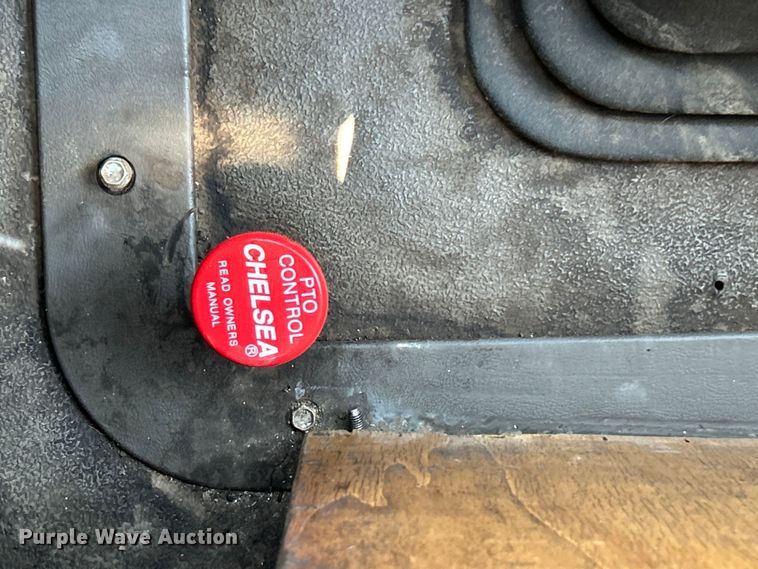 PTO
CONTROL
CHELSEA®
READ OWNERS
MANUAL
Purple Wave Auction